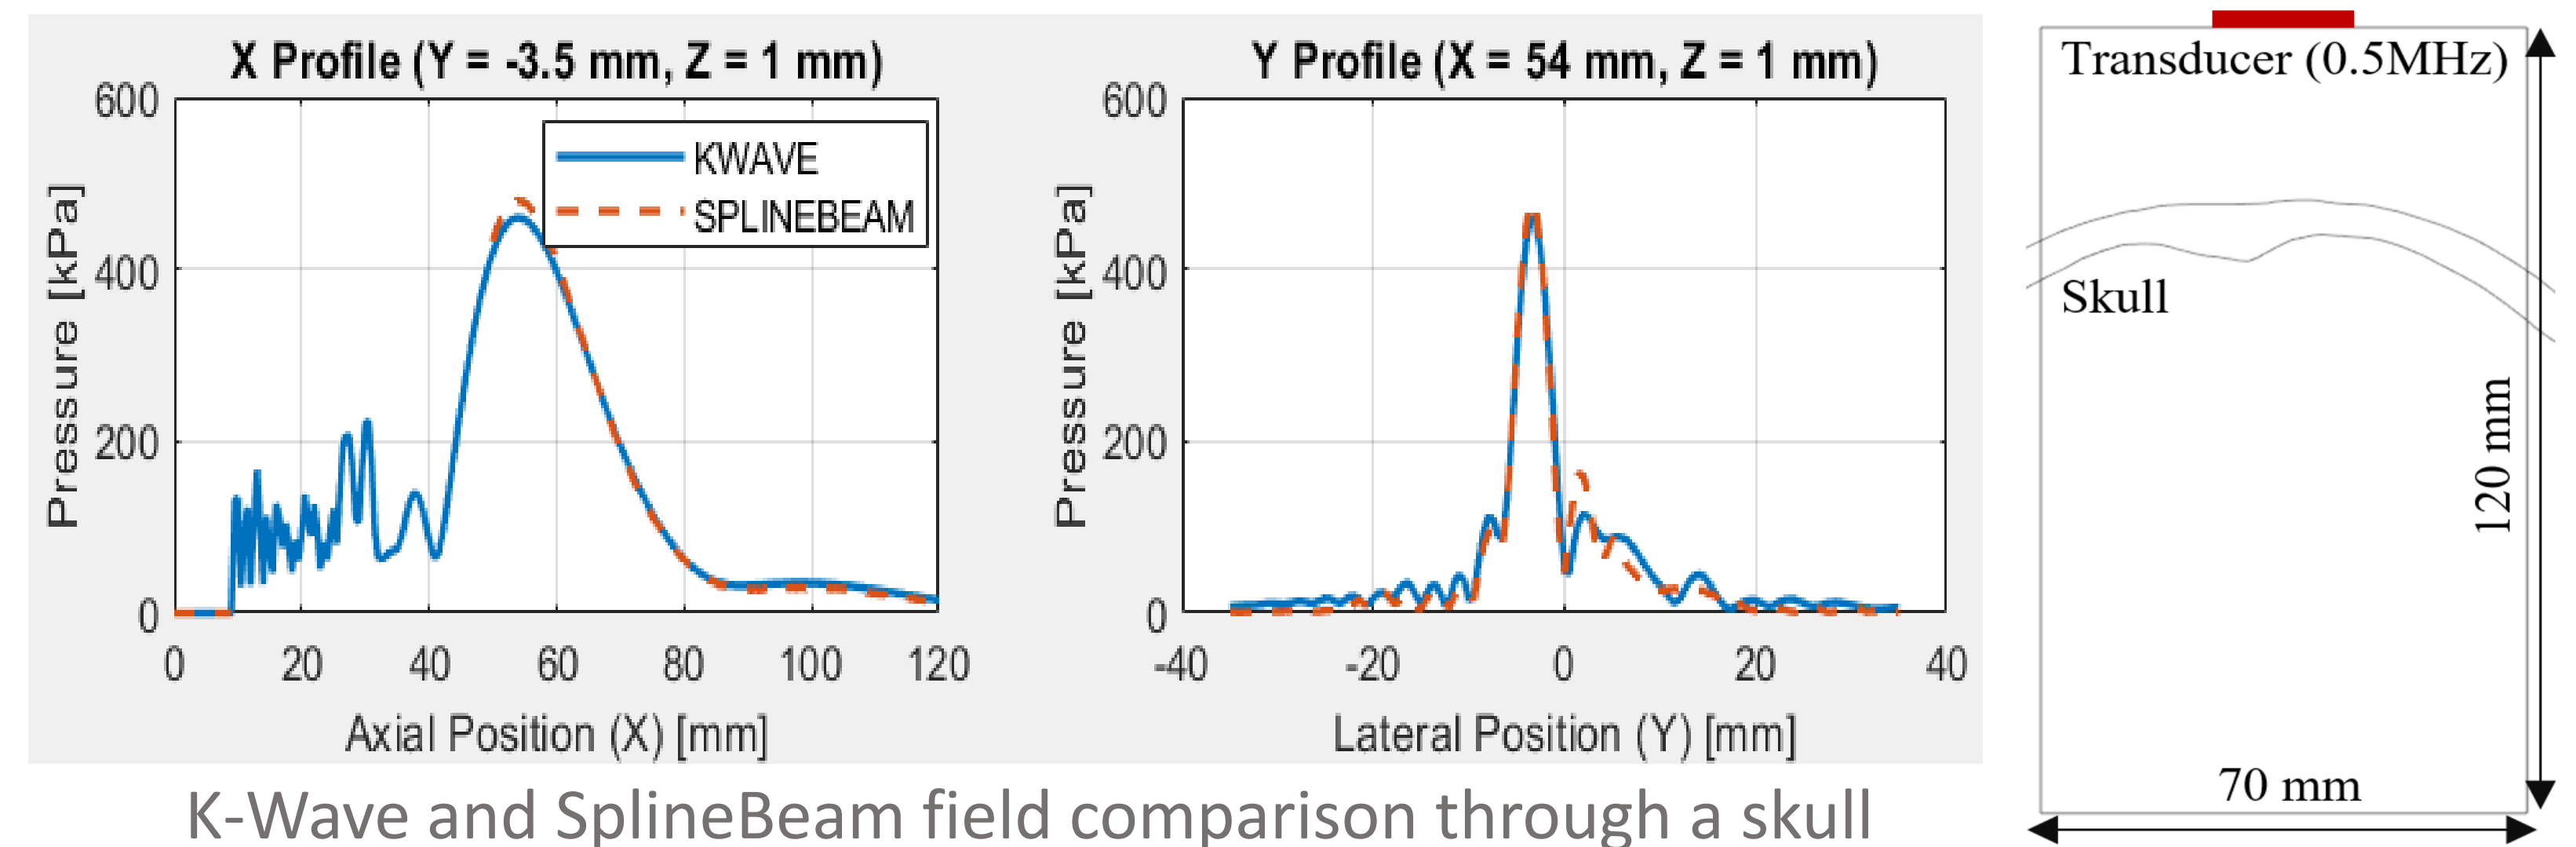 X Profile (Y = -3.5 mm, Z = 1 mm)
600
400
200
0
Pressure [kPa]
KWAVE
SPLINEBEAM
0 20 40 60 80 100 120
Axial Position (X) [mm]
Y Profile (X = 54 mm, Z = 1 mm)
600
400
200
0
Pressure [kPa]
-40 -20 0 20 40
Lateral Position (Y) [mm]
Transducer (0.5MHz)
Skull
120 mm
70 mm
K-Wave and SplineBeam field comparison through a skull